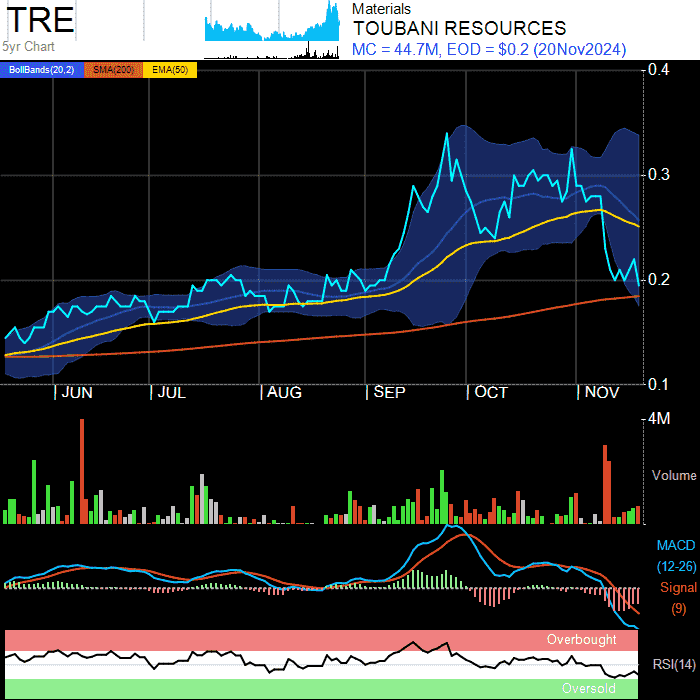 TRE
5yr Chart
Materials
TOUBANI RESOURCES
MC = 44.7M, EOD = $0.2 (20Nov2024)
BollBands(20,2) SMA(200) EMA(50)
0.4
0.3
0.2
0.1
JUN JUL AUG SEP OCT NOV
4M
Volume
MACD
(12-26)
Signal
(9)
Overbought
RSI(14)
Oversold